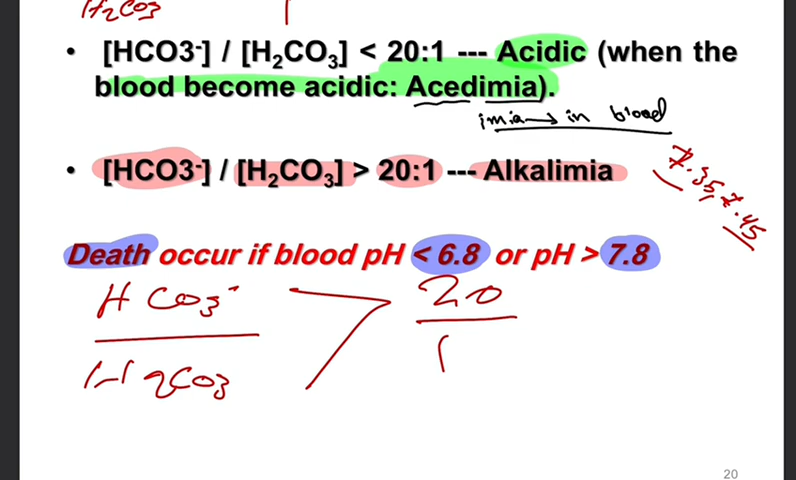 H2CO3
• [HCO3-] / [H₂CO₃] < 20:1 --- Acidic (when the
blood become acidic: Acedimia).
imia → in blood
• [HCO3-] / [H₂CO₃] > 20:1 --- Alkalimia
7.35, 7.45
Death occur if blood pH < 6.8 or pH > 7.8
HCO3- > 20
H2CO3 1
20